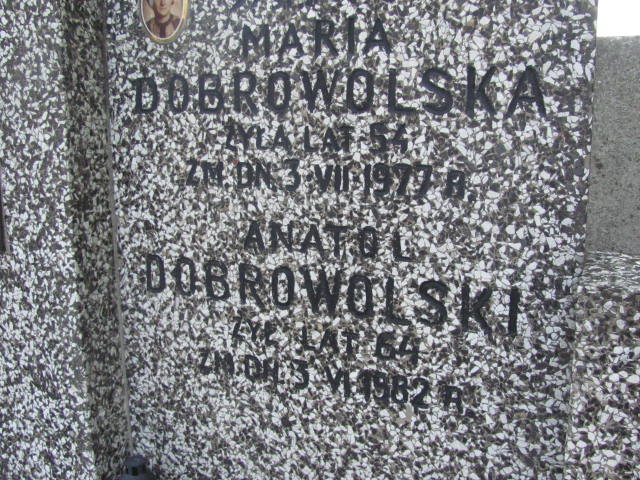 MARIA
DOBROWOLSKA
ŻYŁA LAT 54
ZM. DN. 3 VII 1977 R.
ANATOL
DOBROWOLSKI
ŻYŁ LAT 64
ZM. DN. 3 VI 1982 R.